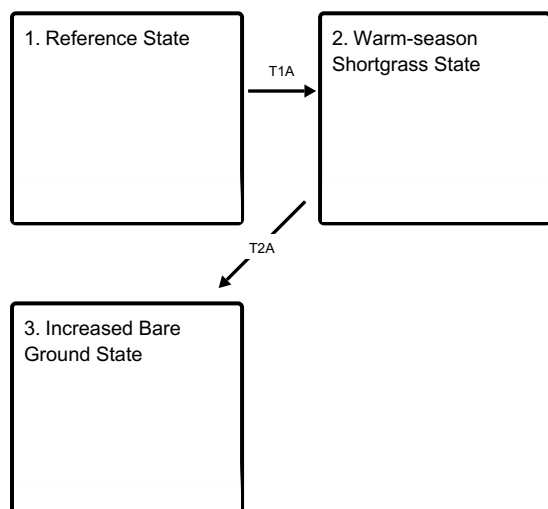 1. Reference State
T1A
2. Warm-season
Shortgrass State
T2A
3. Increased Bare
Ground State